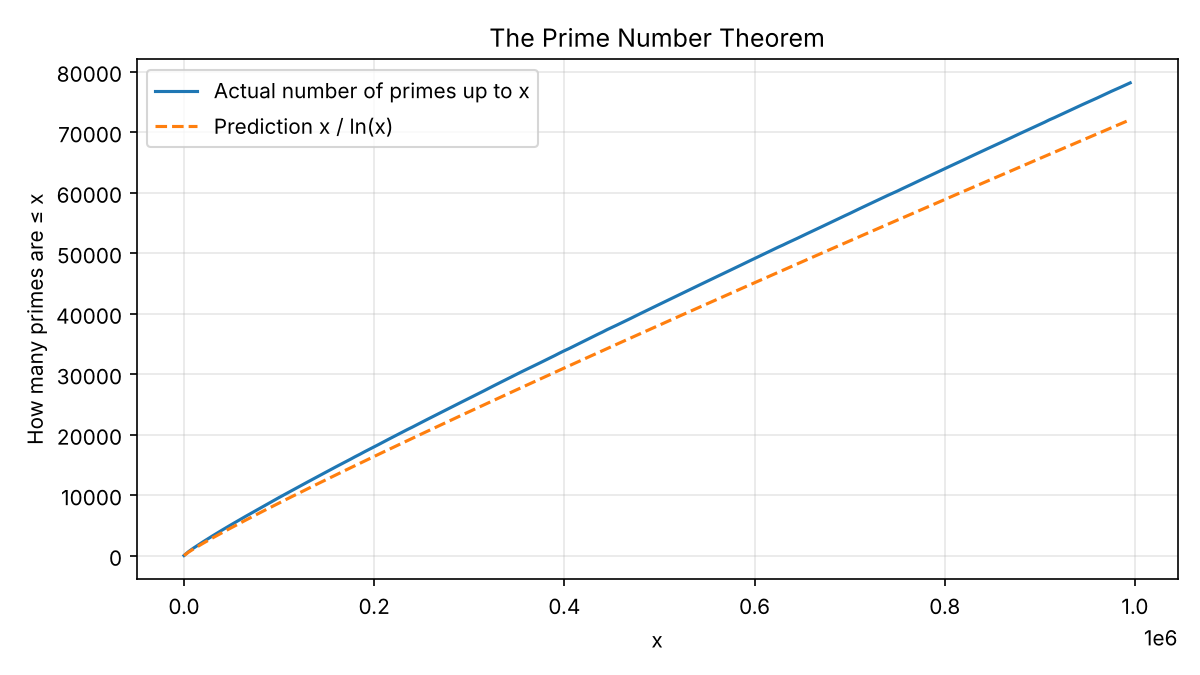 The Prime Number Theorem
Actual number of primes up to x
Prediction x / ln(x)
How many primes are ≤ x
80000
70000
60000
50000
40000
30000
20000
10000
0
0.0
0.2
0.4
0.6
0.8
1.0
1e6
x